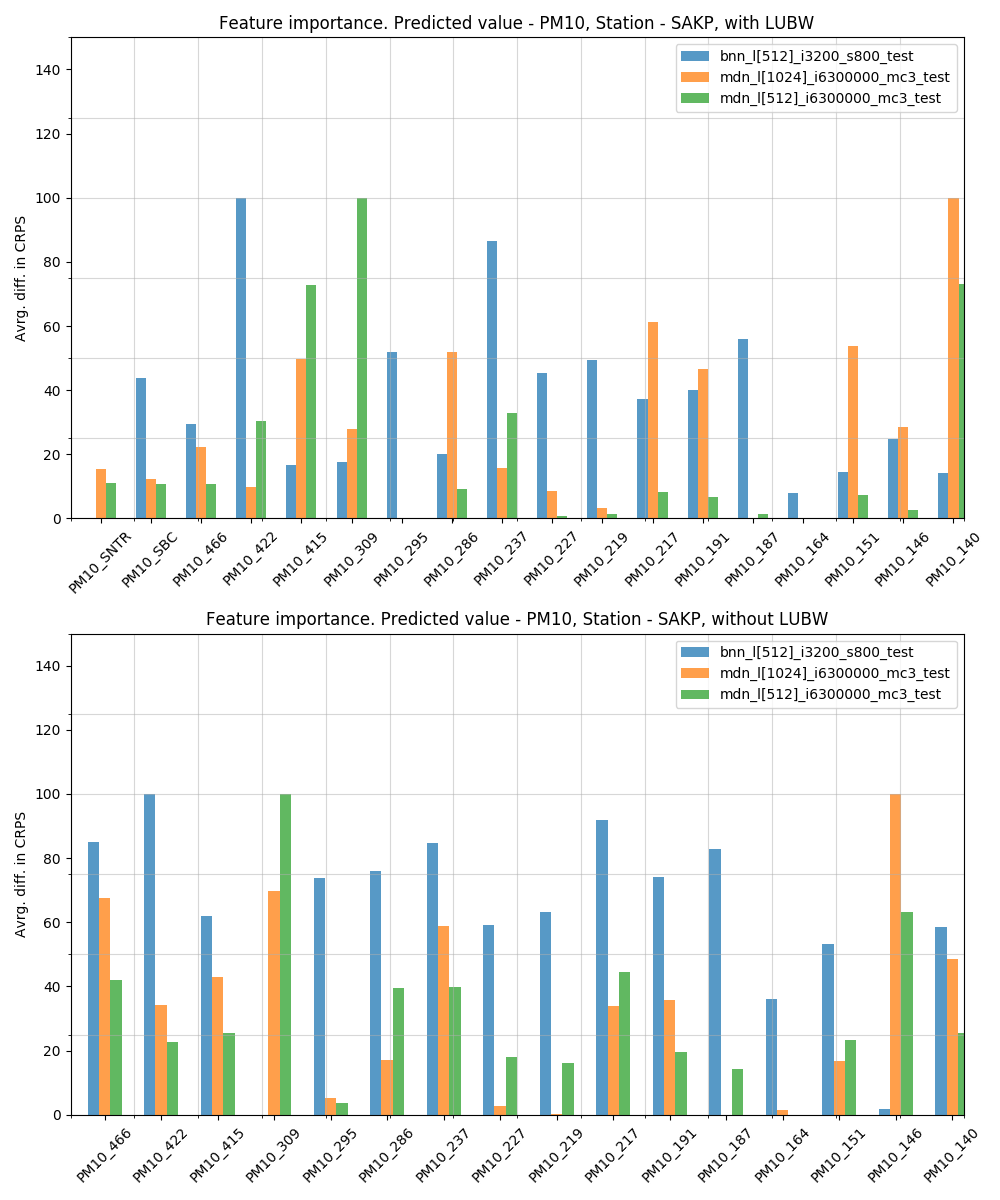 Feature importance. Predicted value - PM10, Station - SAKP, with LUBW
bnn_l[512]_i3200_s800_test
mdn_l[1024]_i6300000_mc3_test
mdn_l[512]_i6300000_mc3_test
Avrg. diff. in CRPS
140
120
100
80
60
40
20
0
PM10_SNTR
PM10_SBC
PM10_466
PM10_422
PM10_415
PM10_309
PM10_295
PM10_286
PM10_237
PM10_227
PM10_219
PM10_217
PM10_191
PM10_187
PM10_164
PM10_151
PM10_146
PM10_140
Feature importance. Predicted value - PM10, Station - SAKP, without LUBW
bnn_l[512]_i3200_s800_test
mdn_l[1024]_i6300000_mc3_test
mdn_l[512]_i6300000_mc3_test
Avrg. diff. in CRPS
140
120
100
80
60
40
20
0
PM10_466
PM10_422
PM10_415
PM10_309
PM10_295
PM10_286
PM10_237
PM10_227
PM10_219
PM10_217
PM10_191
PM10_187
PM10_164
PM10_151
PM10_146
PM10_140